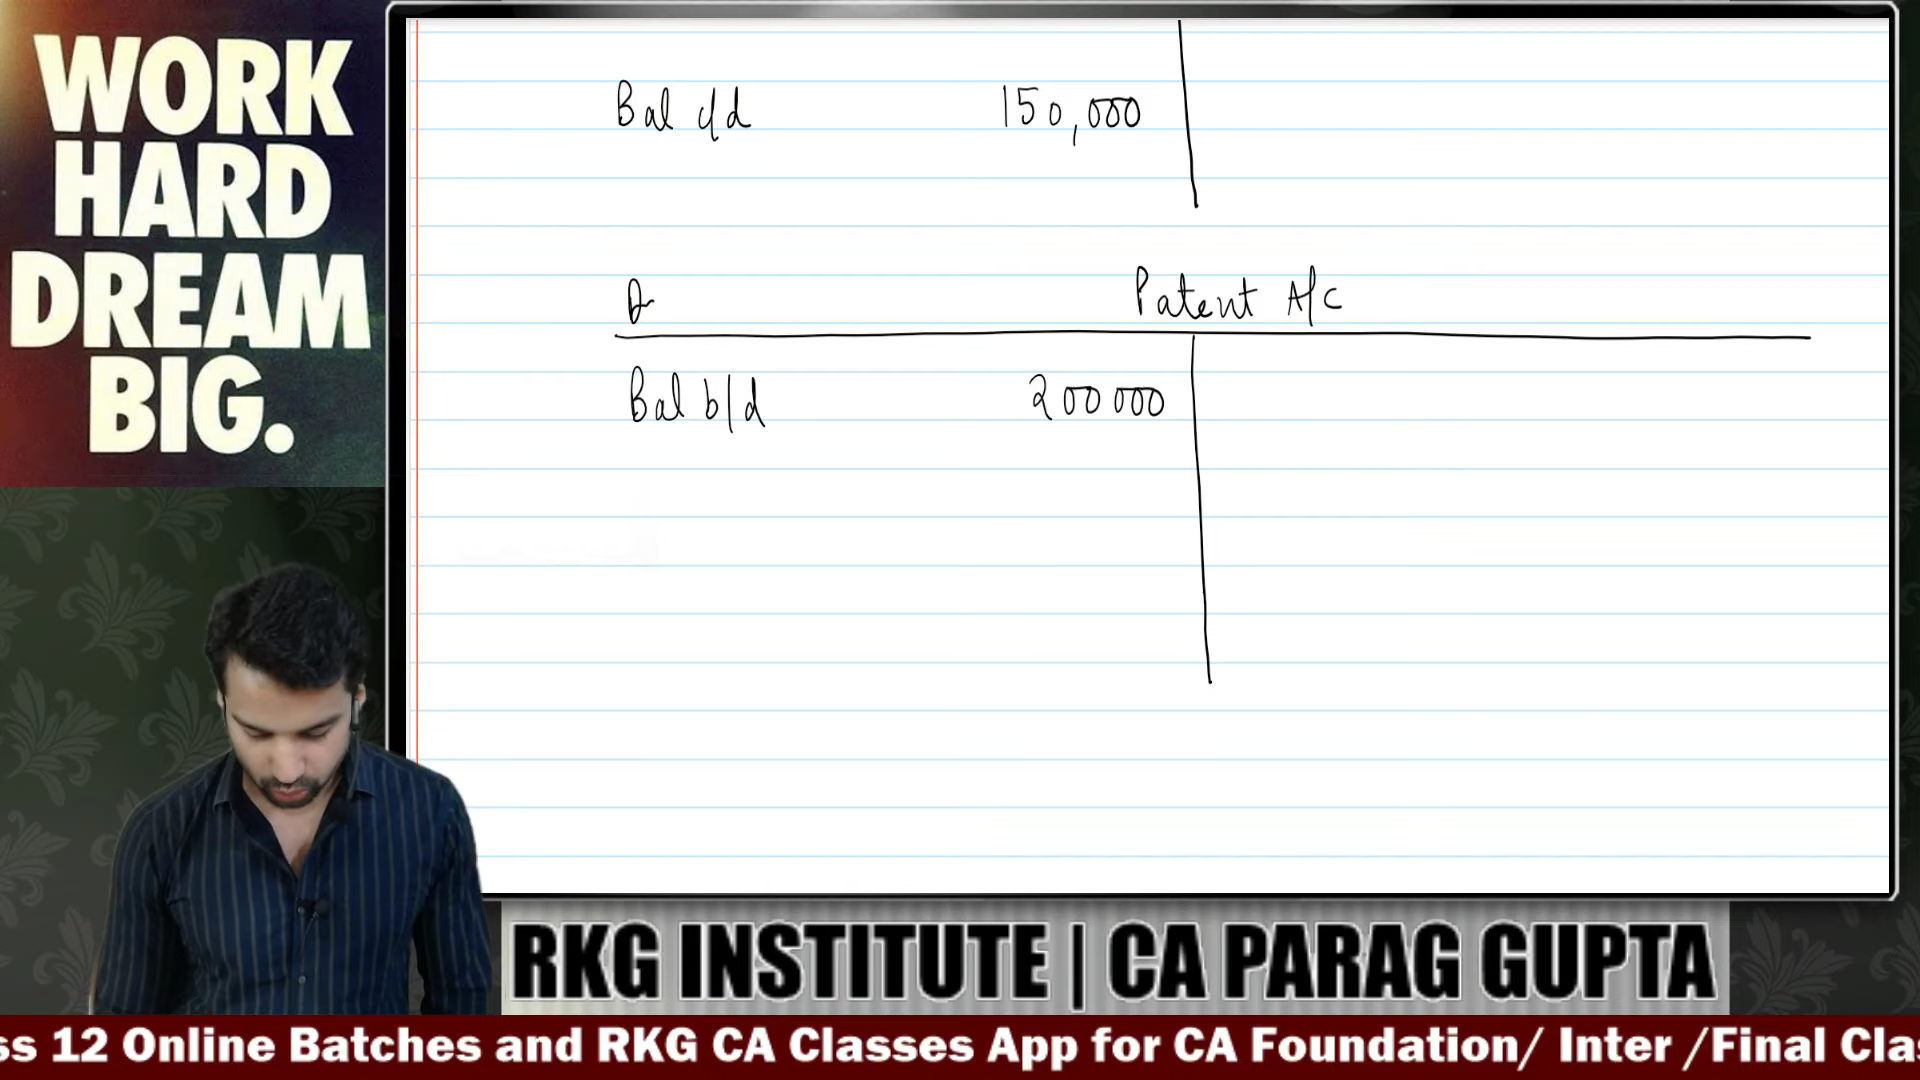 WORK
HARD
DREAM
BIG.
Bal c/d 150,000
Dr Patent A/c
Bal b/d 200000
RKG INSTITUTE | CA PARAG GUPTA
ss 12 Online Batches and RKG CA Classes App for CA Foundation/ Inter /Final Clas